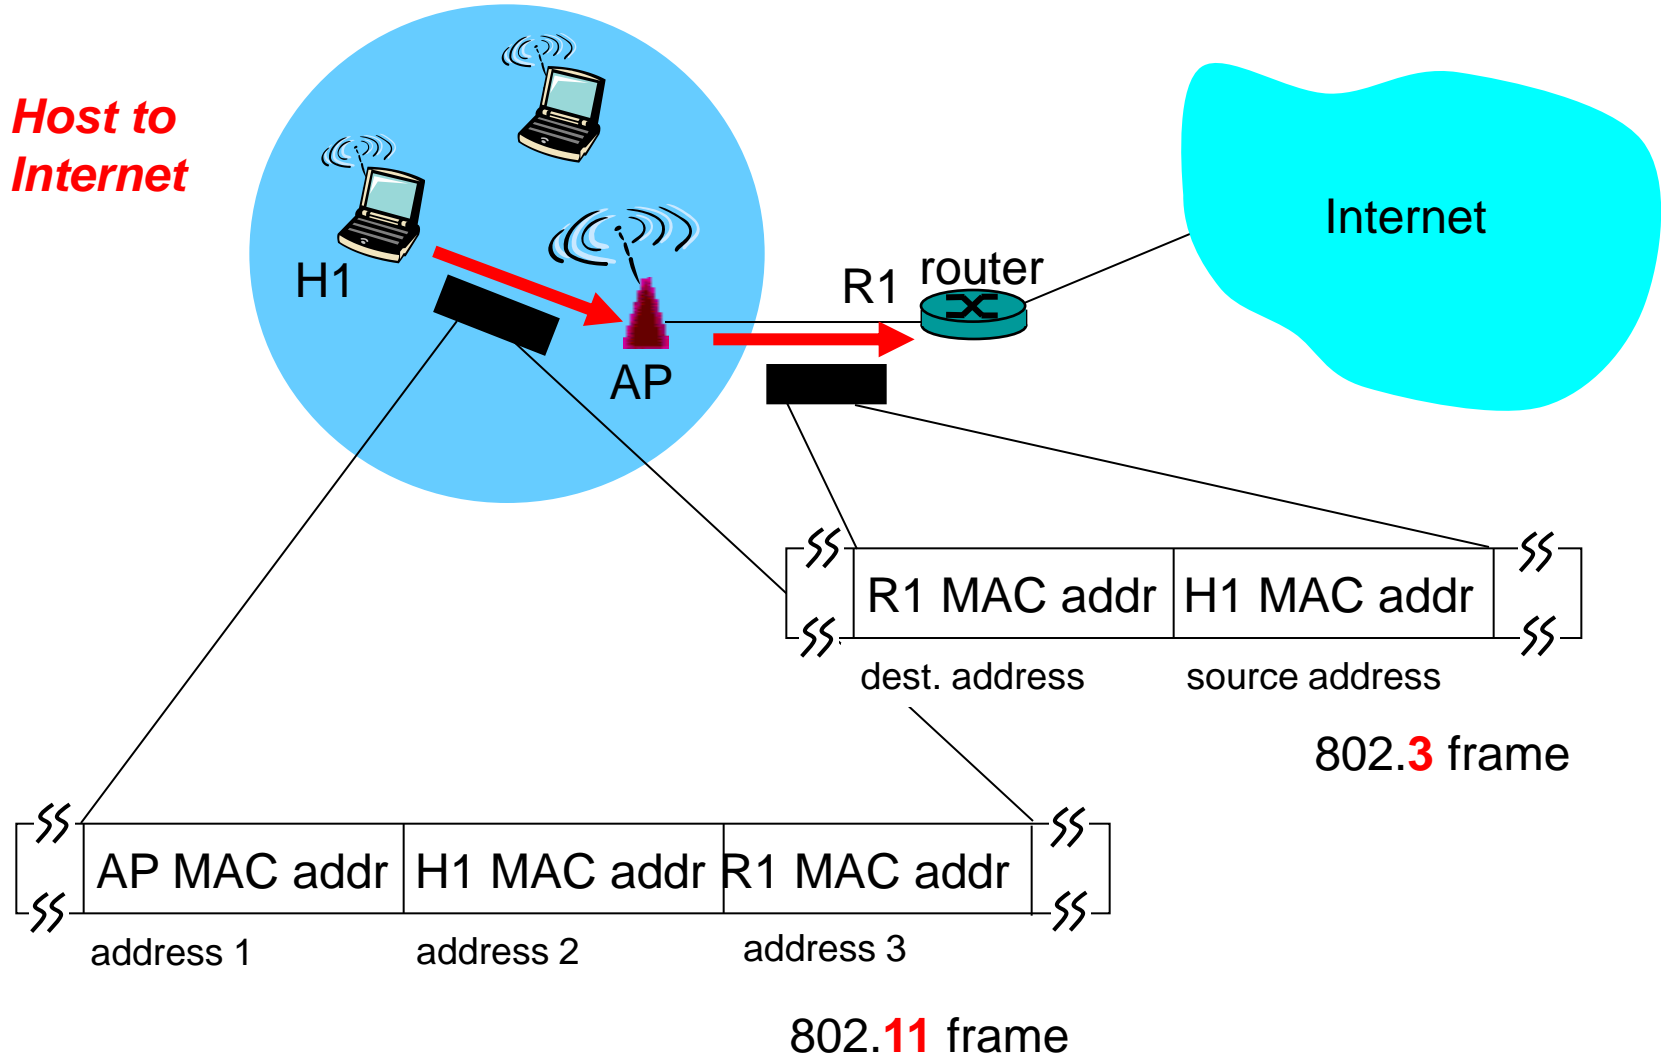 Host to
Internet
H1
AP
R1
router
Internet
R1 MAC addr
H1 MAC addr
dest. address
source address
802.3 frame
AP MAC addr
H1 MAC addr
R1 MAC addr
address 1
address 2
address 3
802.11 frame